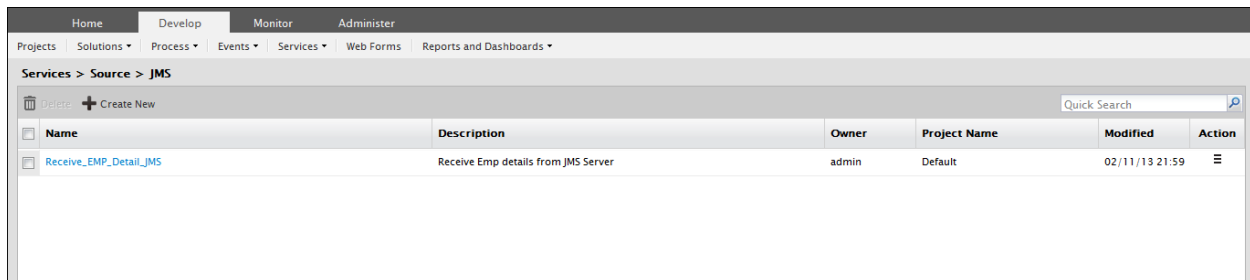 Home Develop Monitor Administer
Projects Solutions Process Events Services Web Forms Reports and Dashboards
Services > Source > JMS
Delete Create New Quick Search
Name Description Owner Project Name Modified Action
Receive_EMP_Detail_JMS Receive Emp details from JMS Server admin Default 02/11/13 21:59